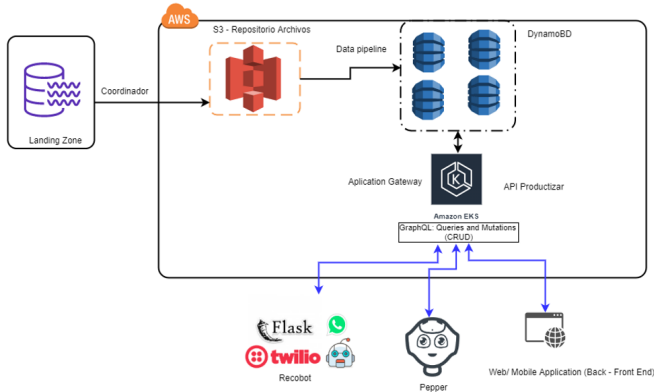 AWS
S3 - Repositorio Archivos
DynamoBD
Data pipeline
Coordinador
Landing Zone
Aplication Gateway
K
API Productizar
Amazon EKS
GraphQL: Queries and Mutations
(CRUD)
Flask
twilio
Recobot
Pepper
Web/ Mobile Application (Back - Front End)